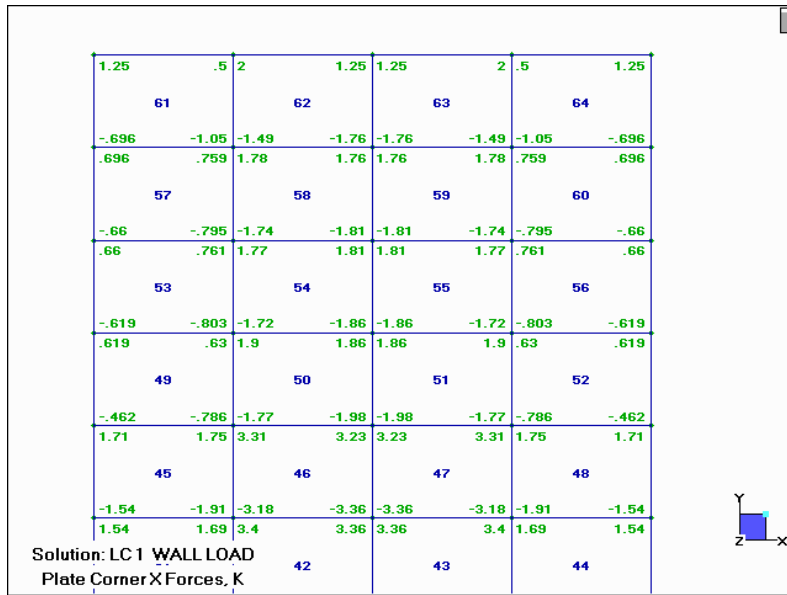 1.25 .5 2 1.25 1.25 2 .5 1.25
61 62 63 64
-.696 -1.05 -1.49 -1.76 -1.76 -1.49 -1.05 -.696
.696 .759 1.78 1.76 1.76 1.78 .759 .696
57 58 59 60
-.66 -.795 -1.74 -1.81 -1.81 -1.74 -.795 -.66
.66 .761 1.77 1.81 1.81 1.77 .761 .66
53 54 55 56
-.619 -.803 -1.72 -1.86 -1.86 -1.72 -.803 -.619
.619 .63 1.9 1.86 1.86 1.9 .63 .619
49 50 51 52
-.462 -.786 -1.77 -1.98 -1.98 -1.77 -.786 -.462
1.71 1.75 3.31 3.23 3.23 3.31 1.75 1.71
45 46 47 48
-1.54 -1.91 -3.18 -3.36 -3.36 -3.18 -1.91 -1.54
1.54 1.69 3.4 3.36 3.36 3.4 1.69 1.54
42 43 44
Solution: LC 1 WALL LOAD
Plate Corner X Forces, K
Y
Z X